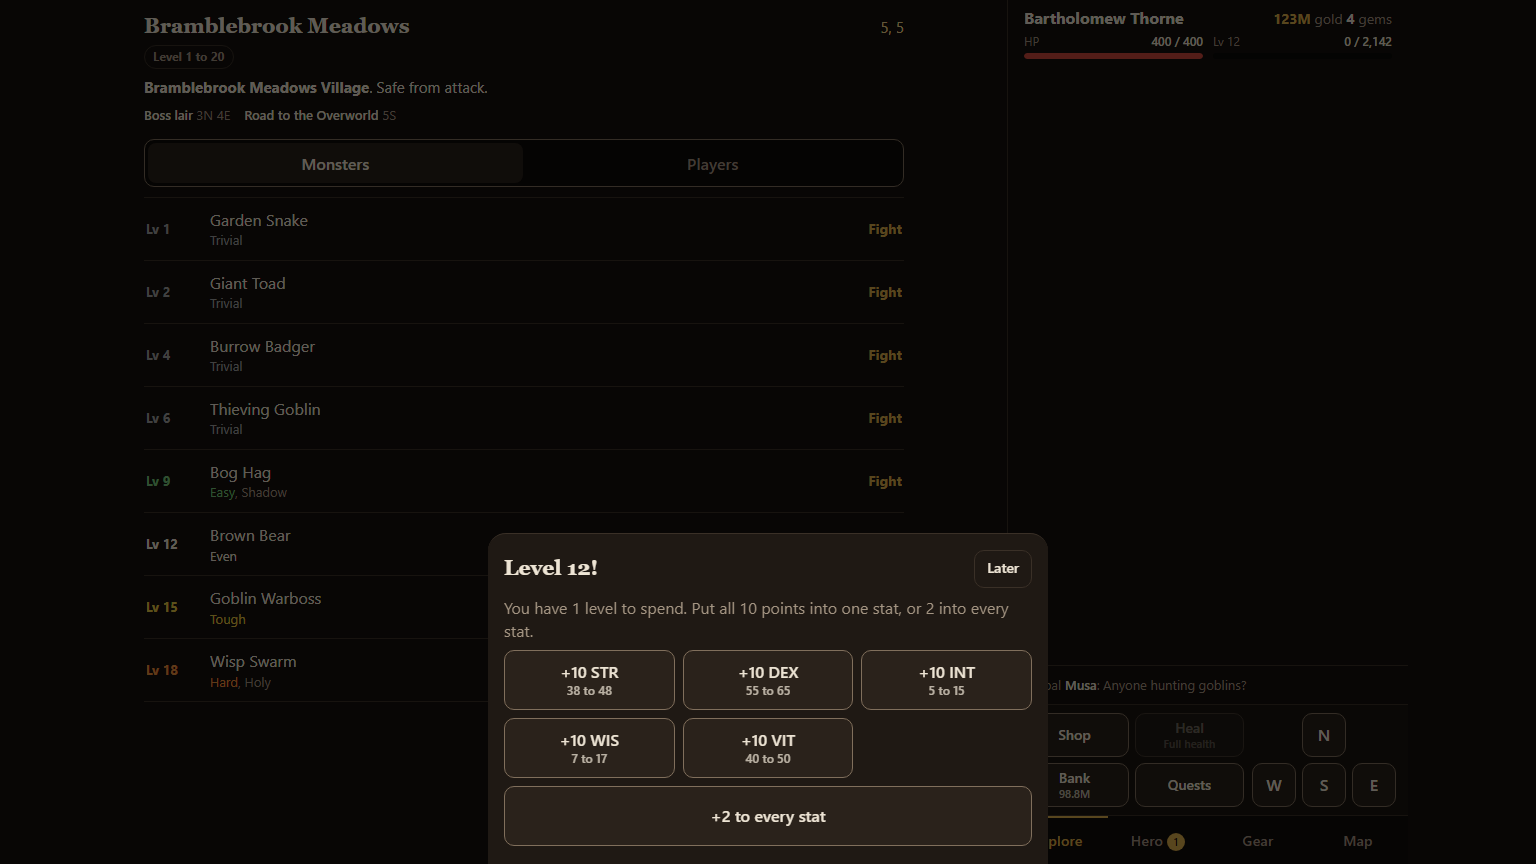 Bramblebrook Meadows
5, 5
Level 1 to 20
Bramblebrook Meadows Village. Safe from attack.
Boss lair 3N 4E Road to the Overworld 5S
Monsters
Players
Lv 1
Garden Snake
Trivial
Fight
Lv 2
Giant Toad
Trivial
Fight
Lv 4
Burrow Badger
Trivial
Fight
Lv 6
Thieving Goblin
Trivial
Fight
Lv 9
Bog Hag
Easy, Shadow
Fight
Lv 12
Brown Bear
Even
Lv 15
Goblin Warboss
Tough
Lv 18
Wisp Swarm
Hard, Holy
Bartholomew Thorne
123M gold 4 gems
HP
400 / 400
Lv 12
0 / 2,142
Level 12!
Later
You have 1 level to spend. Put all 10 points into one stat, or 2 into every
stat.
+10 STR
38 to 48
+10 DEX
55 to 65
+10 INT
5 to 15
+10 WIS
7 to 17
+10 VIT
40 to 50
+2 to every stat
Musa: Anyone hunting goblins?
Shop
Heal
Full health
N
Bank
98.8M
Quests
W
S
E
Hero 1
Gear
Map